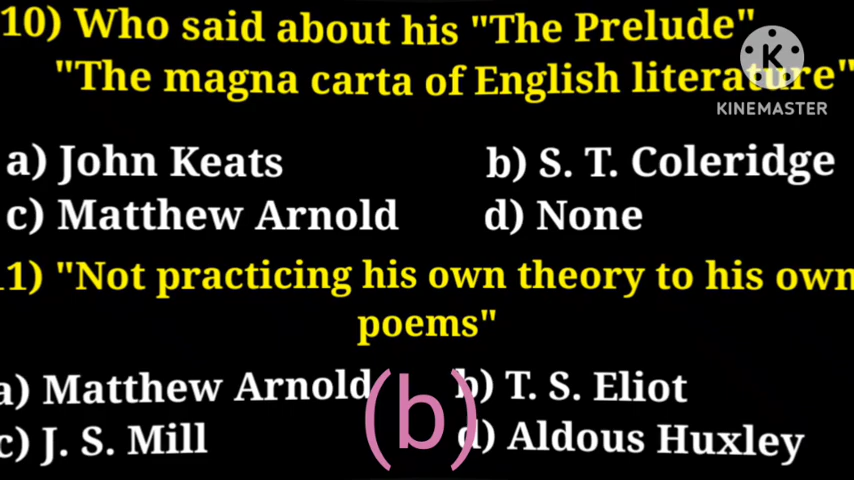 10) Who said about his "The Prelude"
"The magna carta of English literature"
KINEMASTER
a) John Keats b) S. T. Coleridge
c) Matthew Arnold d) None
11) "Not practicing his own theory to his own
poems"
a) Matthew Arnold b) T. S. Eliot
(b)
c) J. S. Mill d) Aldous Huxley